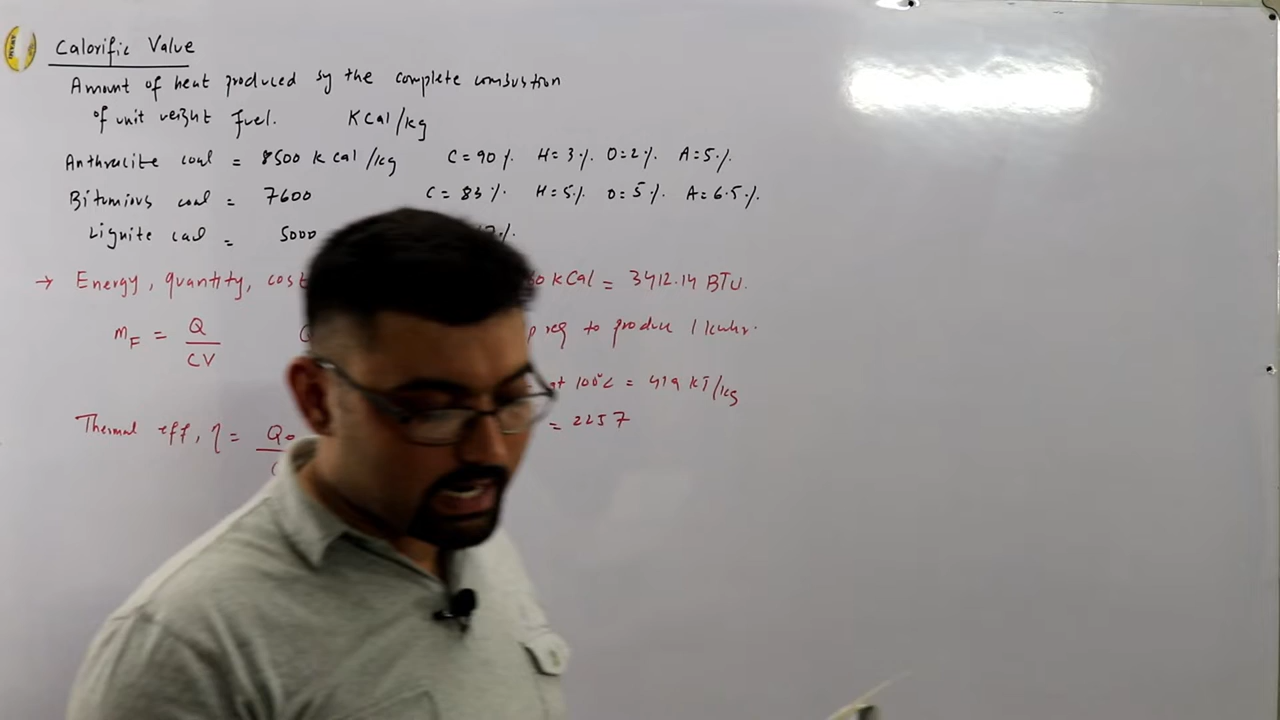 Calorific Value
Amount of heat produced by the complete combustion
of unit weight fuel. KCal/kg
Anthracite coal = 8500 k cal/kg C = 90 %. H = 3 %. O = 2 %. A = 5 %.
Bitumious coal = 7600 C = 83 %. H = 5 %. O = 5 %. A = 6.5 %.
Lignite coal = 5000
→ Energy, quantity, cost 0 kCal = 3412.14 BTU.
mF = Q / CV req to produce 1 kwhr.
at 100°C = 419 KJ/kg
Thermal eff, η = = 2257